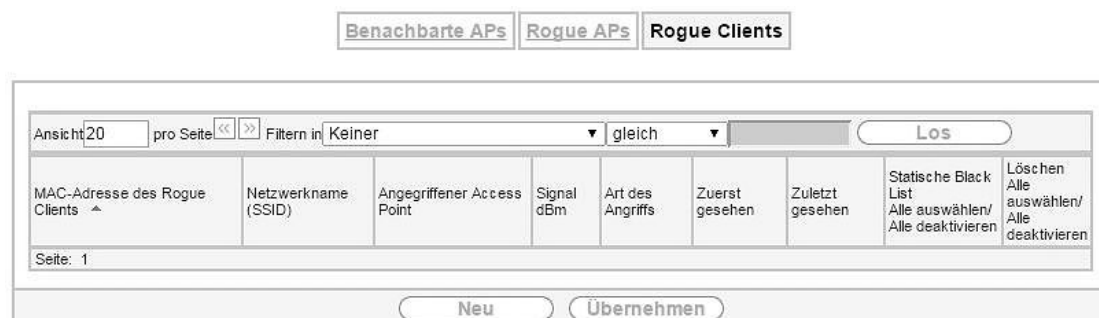 Benachbarte APs Rogue APs Rogue Clients
Ansicht 20 pro Seite << >> Filtern in Keiner gleich Los
MAC-Adresse des Rogue Clients
Netzwerkname (SSID)
Angegriffener Access Point
Signal dBm
Art des Angriffs
Zuerst gesehen
Zuletzt gesehen
Statische Black List
Alle auswählen/
Alle deaktivieren
Löschen
Alle auswählen/
Alle deaktivieren
Seite: 1
Neu Übernehmen